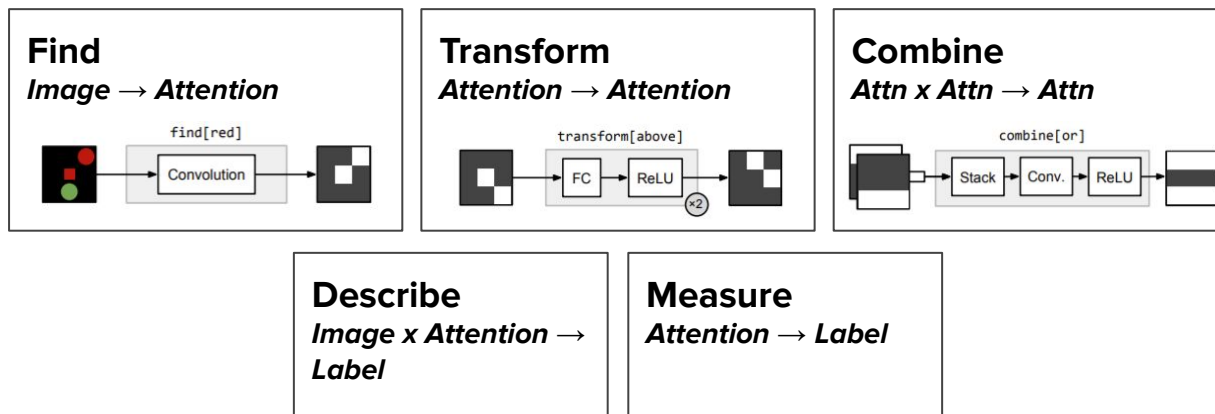 Find
Image → Attention
find[red]
Convolution
Transform
Attention → Attention
transform[above]
FC
ReLU
×2
Combine
Attn x Attn → Attn
combine[or]
Stack
Conv.
ReLU
Describe
Image x Attention →
Label
Measure
Attention → Label